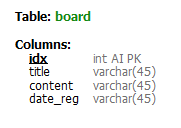 Table: board
Columns:
idx int AI PK
title varchar(45)
content varchar(45)
date_reg varchar(45)